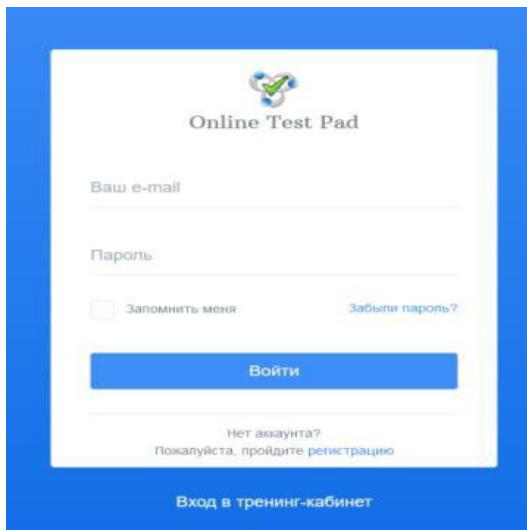 Online Test Pad
Ваш e-mail
Пароль
Запомнить меня
Забыли пароль?
Войти
Нет аккаунта?
Пожалуйста, пройдите регистрацию
Вход в тренинг-кабинет